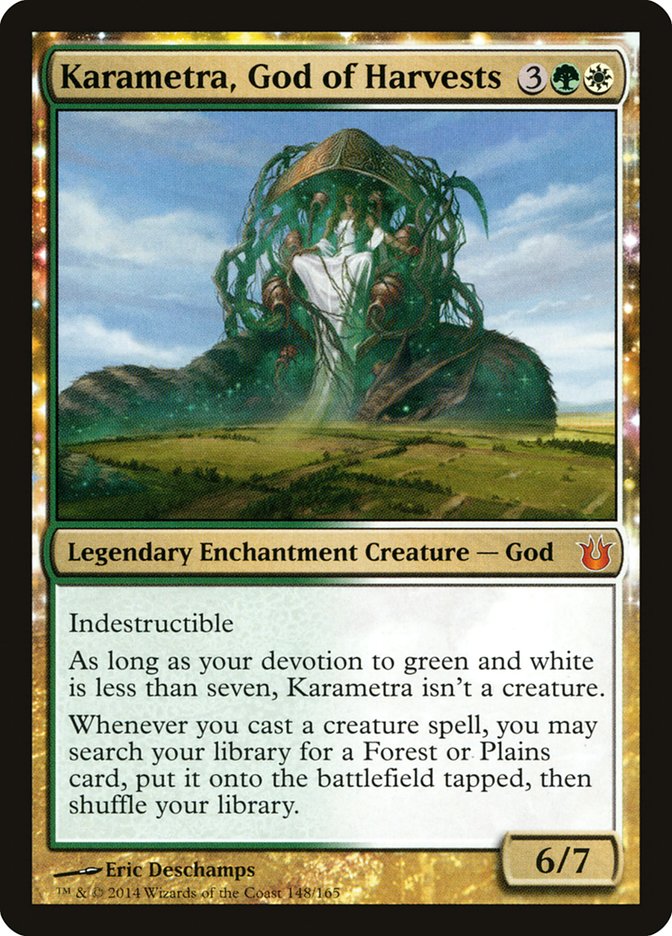 Karametra, God of Harvests 3
Legendary Enchantment Creature — God
Indestructible
As long as your devotion to green and white
is less than seven, Karametra isn't a creature.
Whenever you cast a creature spell, you may
search your library for a Forest or Plains
card, put it onto the battlefield tapped, then
shuffle your library.
6/7
Eric Deschamps
™ & © 2014 Wizards of the Coast 148/165